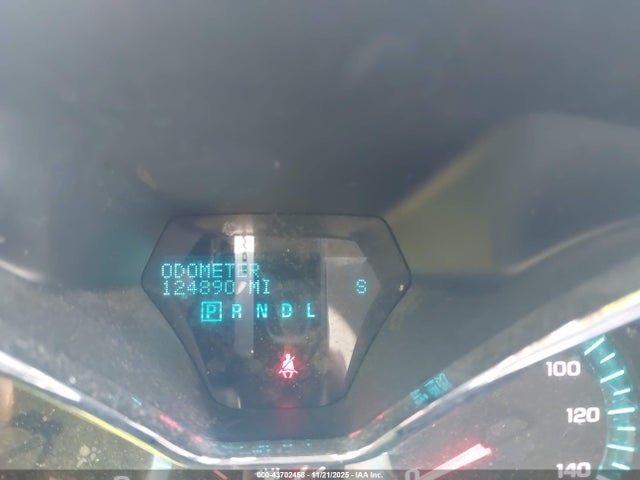 ODOMETER
124890 MI
S
P R N D L
100
120
140
000-43702458 - 11/21/2025 - IAA Inc.